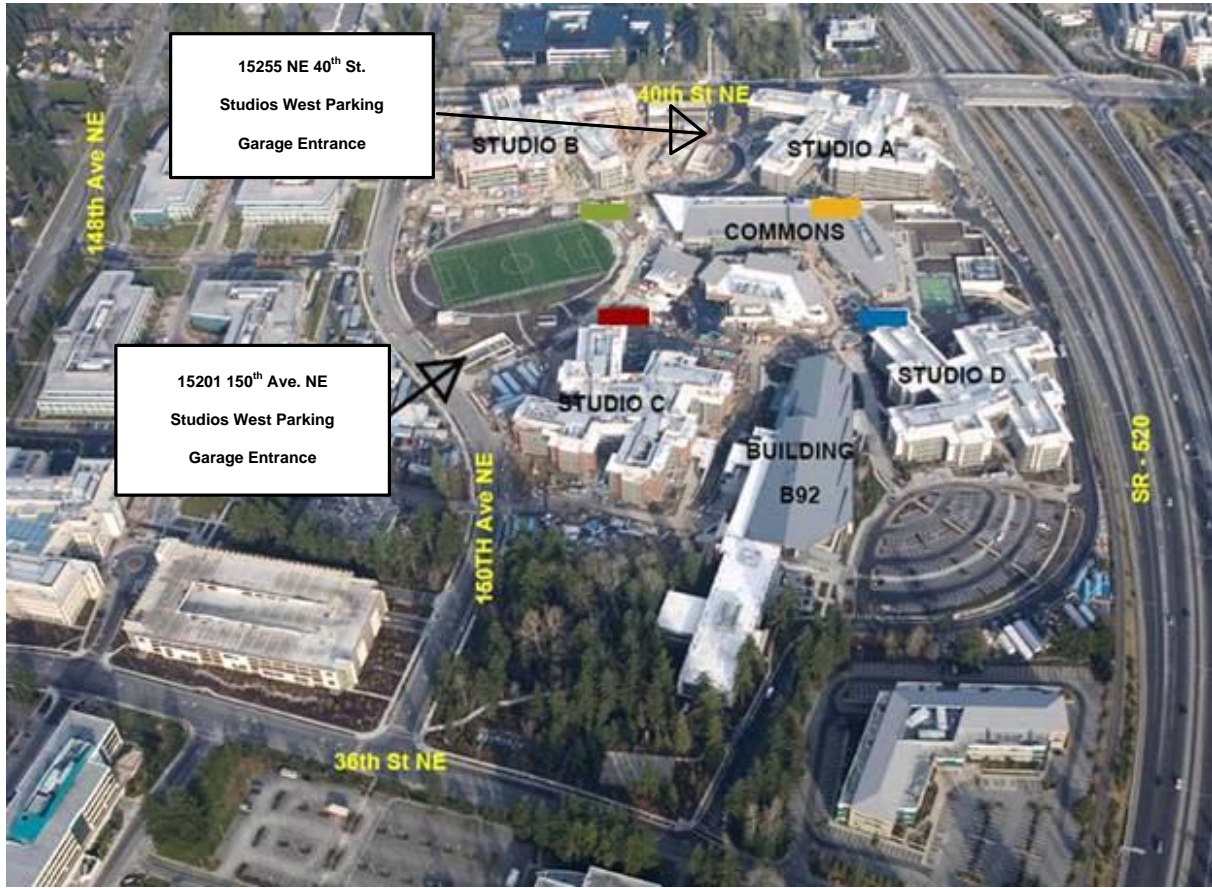 15255 NE 40th St.
Studios West Parking
Garage Entrance
40th St NE
STUDIO B
STUDIO A
148th Ave NE
COMMONS
15201 150th Ave. NE
Studios West Parking
Garage Entrance
STUDIO C
STUDIO D
BUILDING
B92
SR - 520
150TH Ave NE
36th St NE